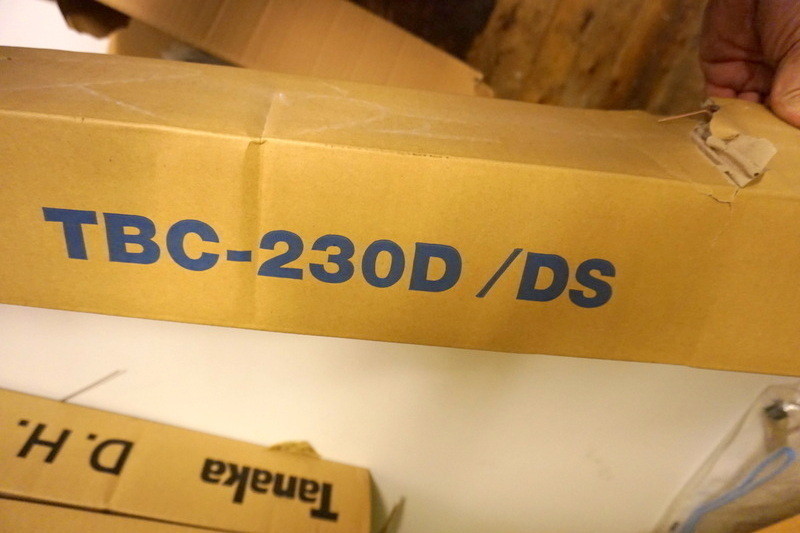 TBC-230D /DS
Tanaka
D. H.